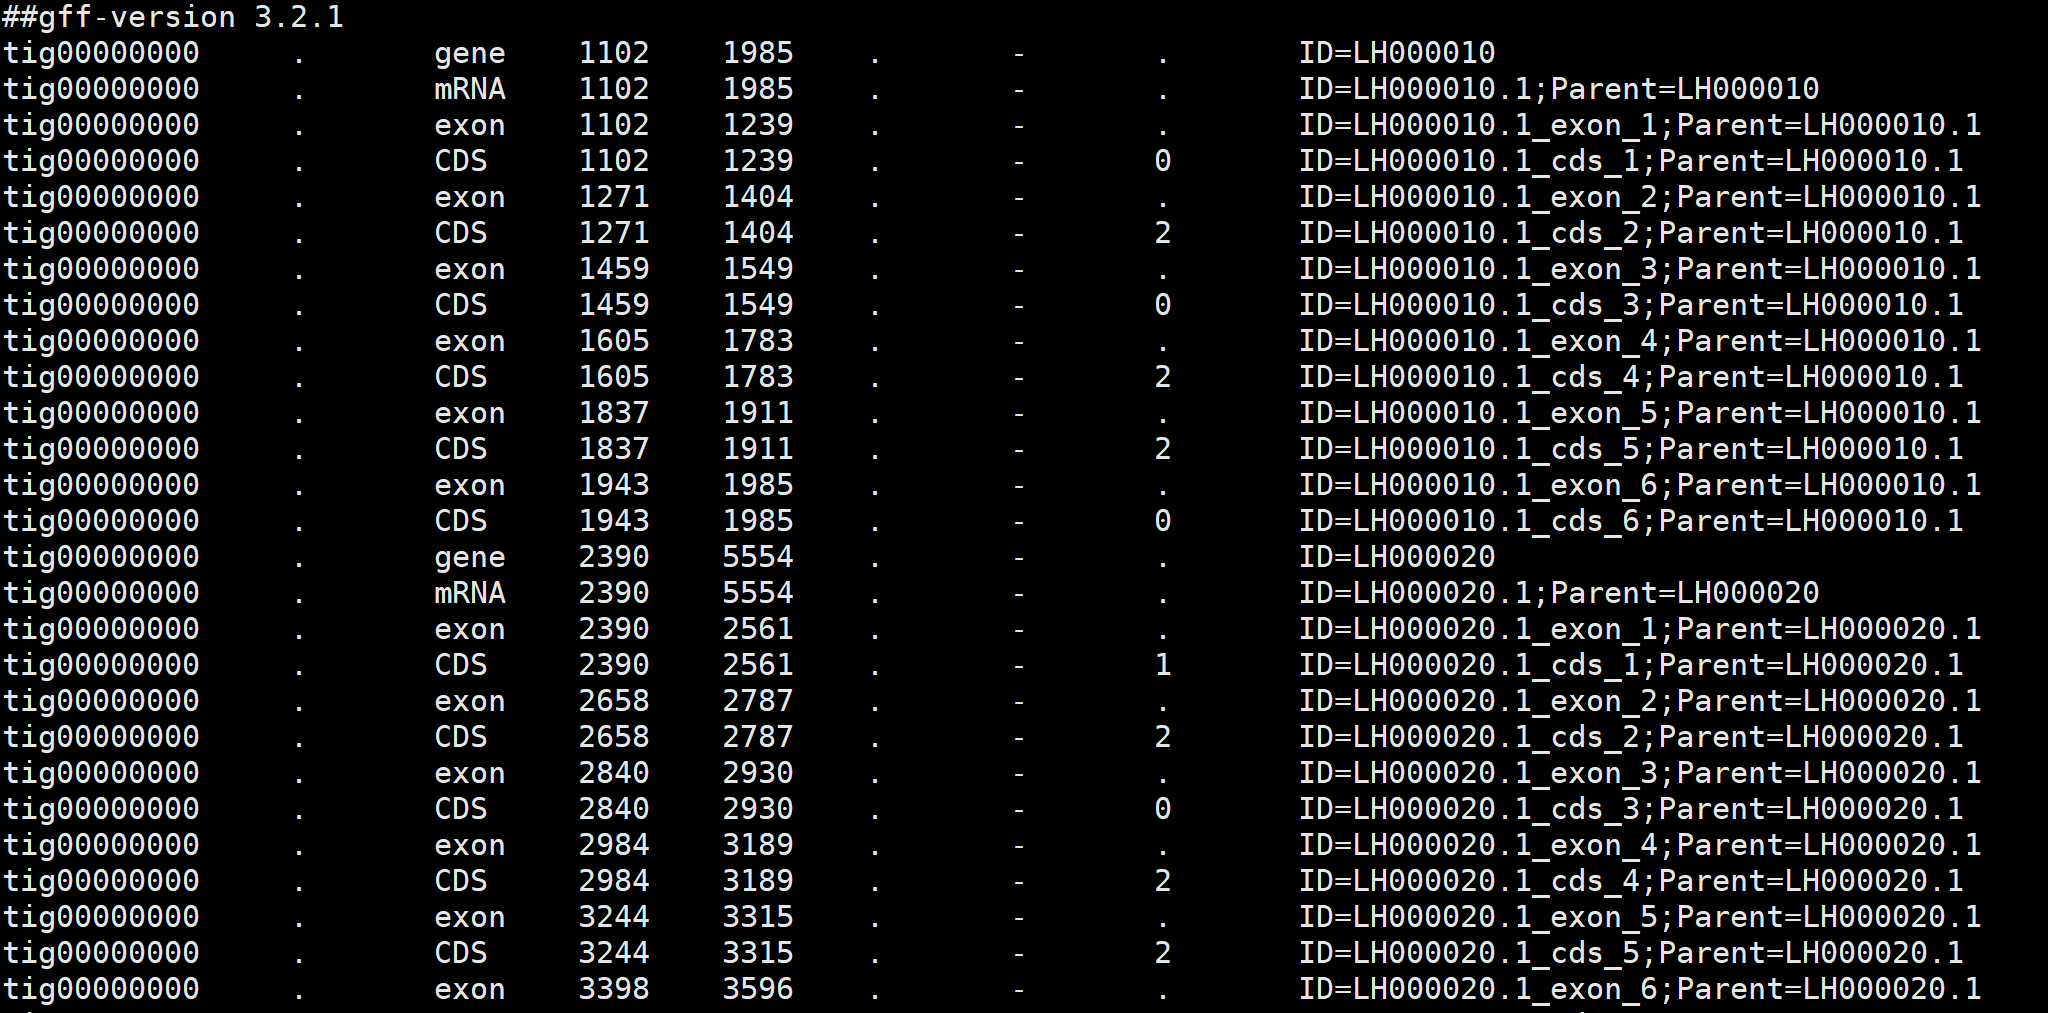 ##gff-version 3.2.1
tig00000000 . gene 1102 1985 . - . ID=LH000010
tig00000000 . mRNA 1102 1985 . - . ID=LH000010.1;Parent=LH000010
tig00000000 . exon 1102 1239 . - . ID=LH000010.1_exon_1;Parent=LH000010.1
tig00000000 . CDS 1102 1239 . - 0 ID=LH000010.1_cds_1;Parent=LH000010.1
tig00000000 . exon 1271 1404 . - . ID=LH000010.1_exon_2;Parent=LH000010.1
tig00000000 . CDS 1271 1404 . - 2 ID=LH000010.1_cds_2;Parent=LH000010.1
tig00000000 . exon 1459 1549 . - . ID=LH000010.1_exon_3;Parent=LH000010.1
tig00000000 . CDS 1459 1549 . - 0 ID=LH000010.1_cds_3;Parent=LH000010.1
tig00000000 . exon 1605 1783 . - . ID=LH000010.1_exon_4;Parent=LH000010.1
tig00000000 . CDS 1605 1783 . - 2 ID=LH000010.1_cds_4;Parent=LH000010.1
tig00000000 . exon 1837 1911 . - . ID=LH000010.1_exon_5;Parent=LH000010.1
tig00000000 . CDS 1837 1911 . - 2 ID=LH000010.1_cds_5;Parent=LH000010.1
tig00000000 . exon 1943 1985 . - . ID=LH000010.1_exon_6;Parent=LH000010.1
tig00000000 . CDS 1943 1985 . - 0 ID=LH000010.1_cds_6;Parent=LH000010.1
tig00000000 . gene 2390 5554 . - . ID=LH000020
tig00000000 . mRNA 2390 5554 . - . ID=LH000020.1;Parent=LH000020
tig00000000 . exon 2390 2561 . - . ID=LH000020.1_exon_1;Parent=LH000020.1
tig00000000 . CDS 2390 2561 . - 1 ID=LH000020.1_cds_1;Parent=LH000020.1
tig00000000 . exon 2658 2787 . - . ID=LH000020.1_exon_2;Parent=LH000020.1
tig00000000 . CDS 2658 2787 . - 2 ID=LH000020.1_cds_2;Parent=LH000020.1
tig00000000 . exon 2840 2930 . - . ID=LH000020.1_exon_3;Parent=LH000020.1
tig00000000 . CDS 2840 2930 . - 0 ID=LH000020.1_cds_3;Parent=LH000020.1
tig00000000 . exon 2984 3189 . - . ID=LH000020.1_exon_4;Parent=LH000020.1
tig00000000 . CDS 2984 3189 . - 2 ID=LH000020.1_cds_4;Parent=LH000020.1
tig00000000 . exon 3244 3315 . - . ID=LH000020.1_exon_5;Parent=LH000020.1
tig00000000 . CDS 3244 3315 . - 2 ID=LH000020.1_cds_5;Parent=LH000020.1
tig00000000 . exon 3398 3596 . - . ID=LH000020.1_exon_6;Parent=LH000020.1